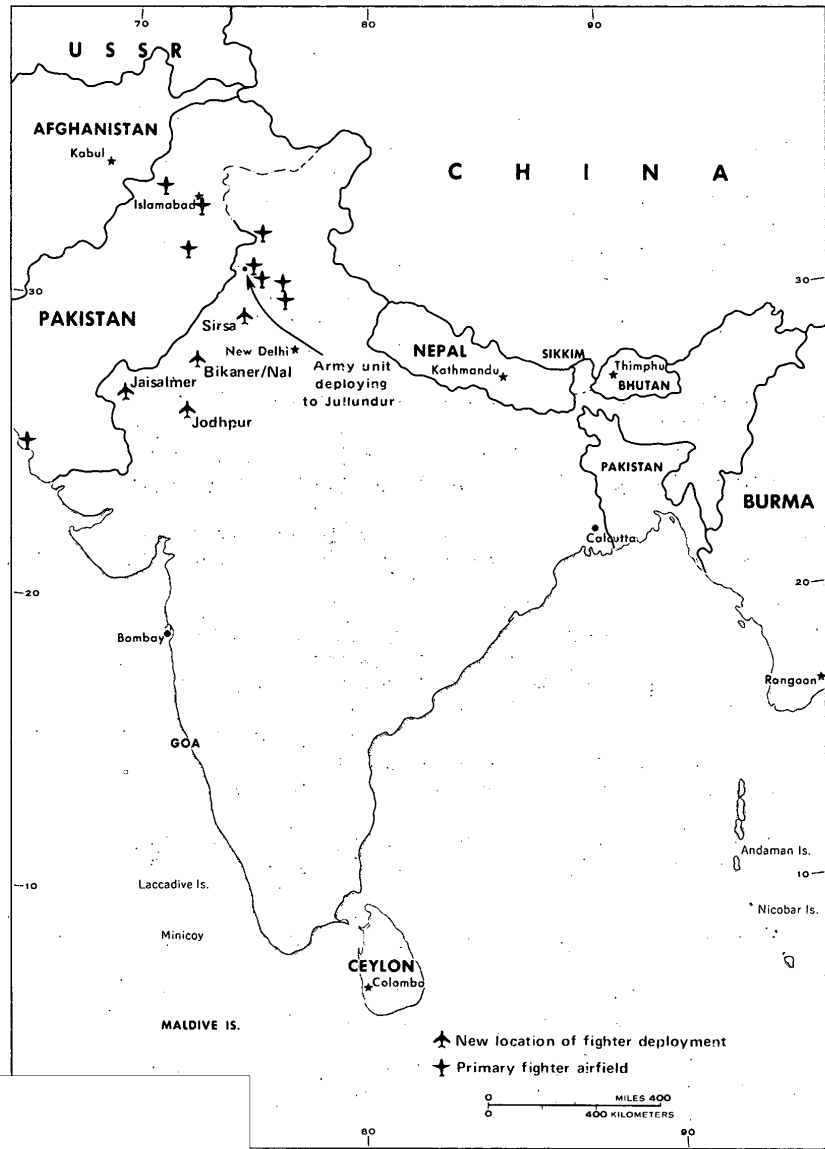 70
80
90
U S S R
AFGHANISTAN
Kabul
C H I N A
Islamabad
30
30
PAKISTAN
Sirsa
New Delhi
NEPAL
SIKKIM
Thimphu
Kathmandu
BHUTAN
Bikaner/Nal
Army unit
deploying
to Jullundur
Jaisalmer
Jodhpur
PAKISTAN
BURMA
Calcutta
20
20
Bombay
Rangoon
GOA
Andaman Is.
Laccadive Is.
10
10
Nicobar Is.
Minicoy
CEYLON
Colombo
MALDIVE IS.
New location of fighter deployment
Primary fighter airfield
0 MILES 400
0 400 KILOMETERS
80
90